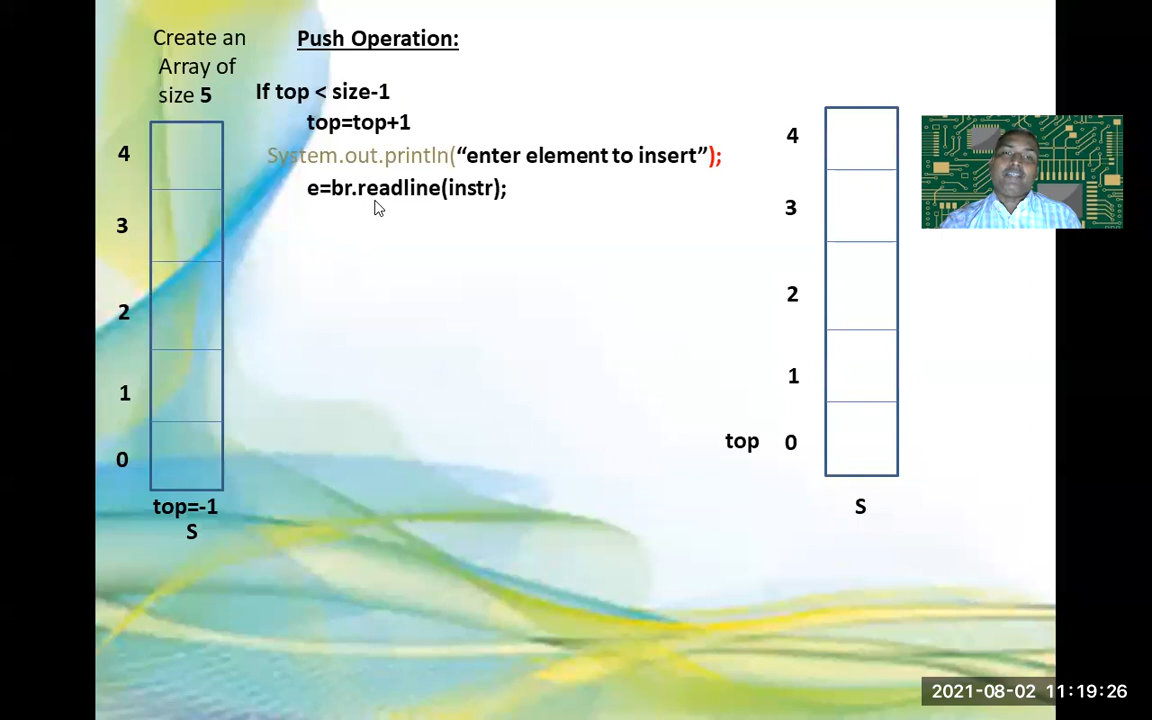 Create an
Array of
size 5
Push Operation:
If top < size-1
top=top+1
System.out.println(“enter element to insert”);
e=br.readline(instr);
4
3
2
1
0
top=-1
S
4
3
2
1
top 0
S
2021-08-02 11:19:26